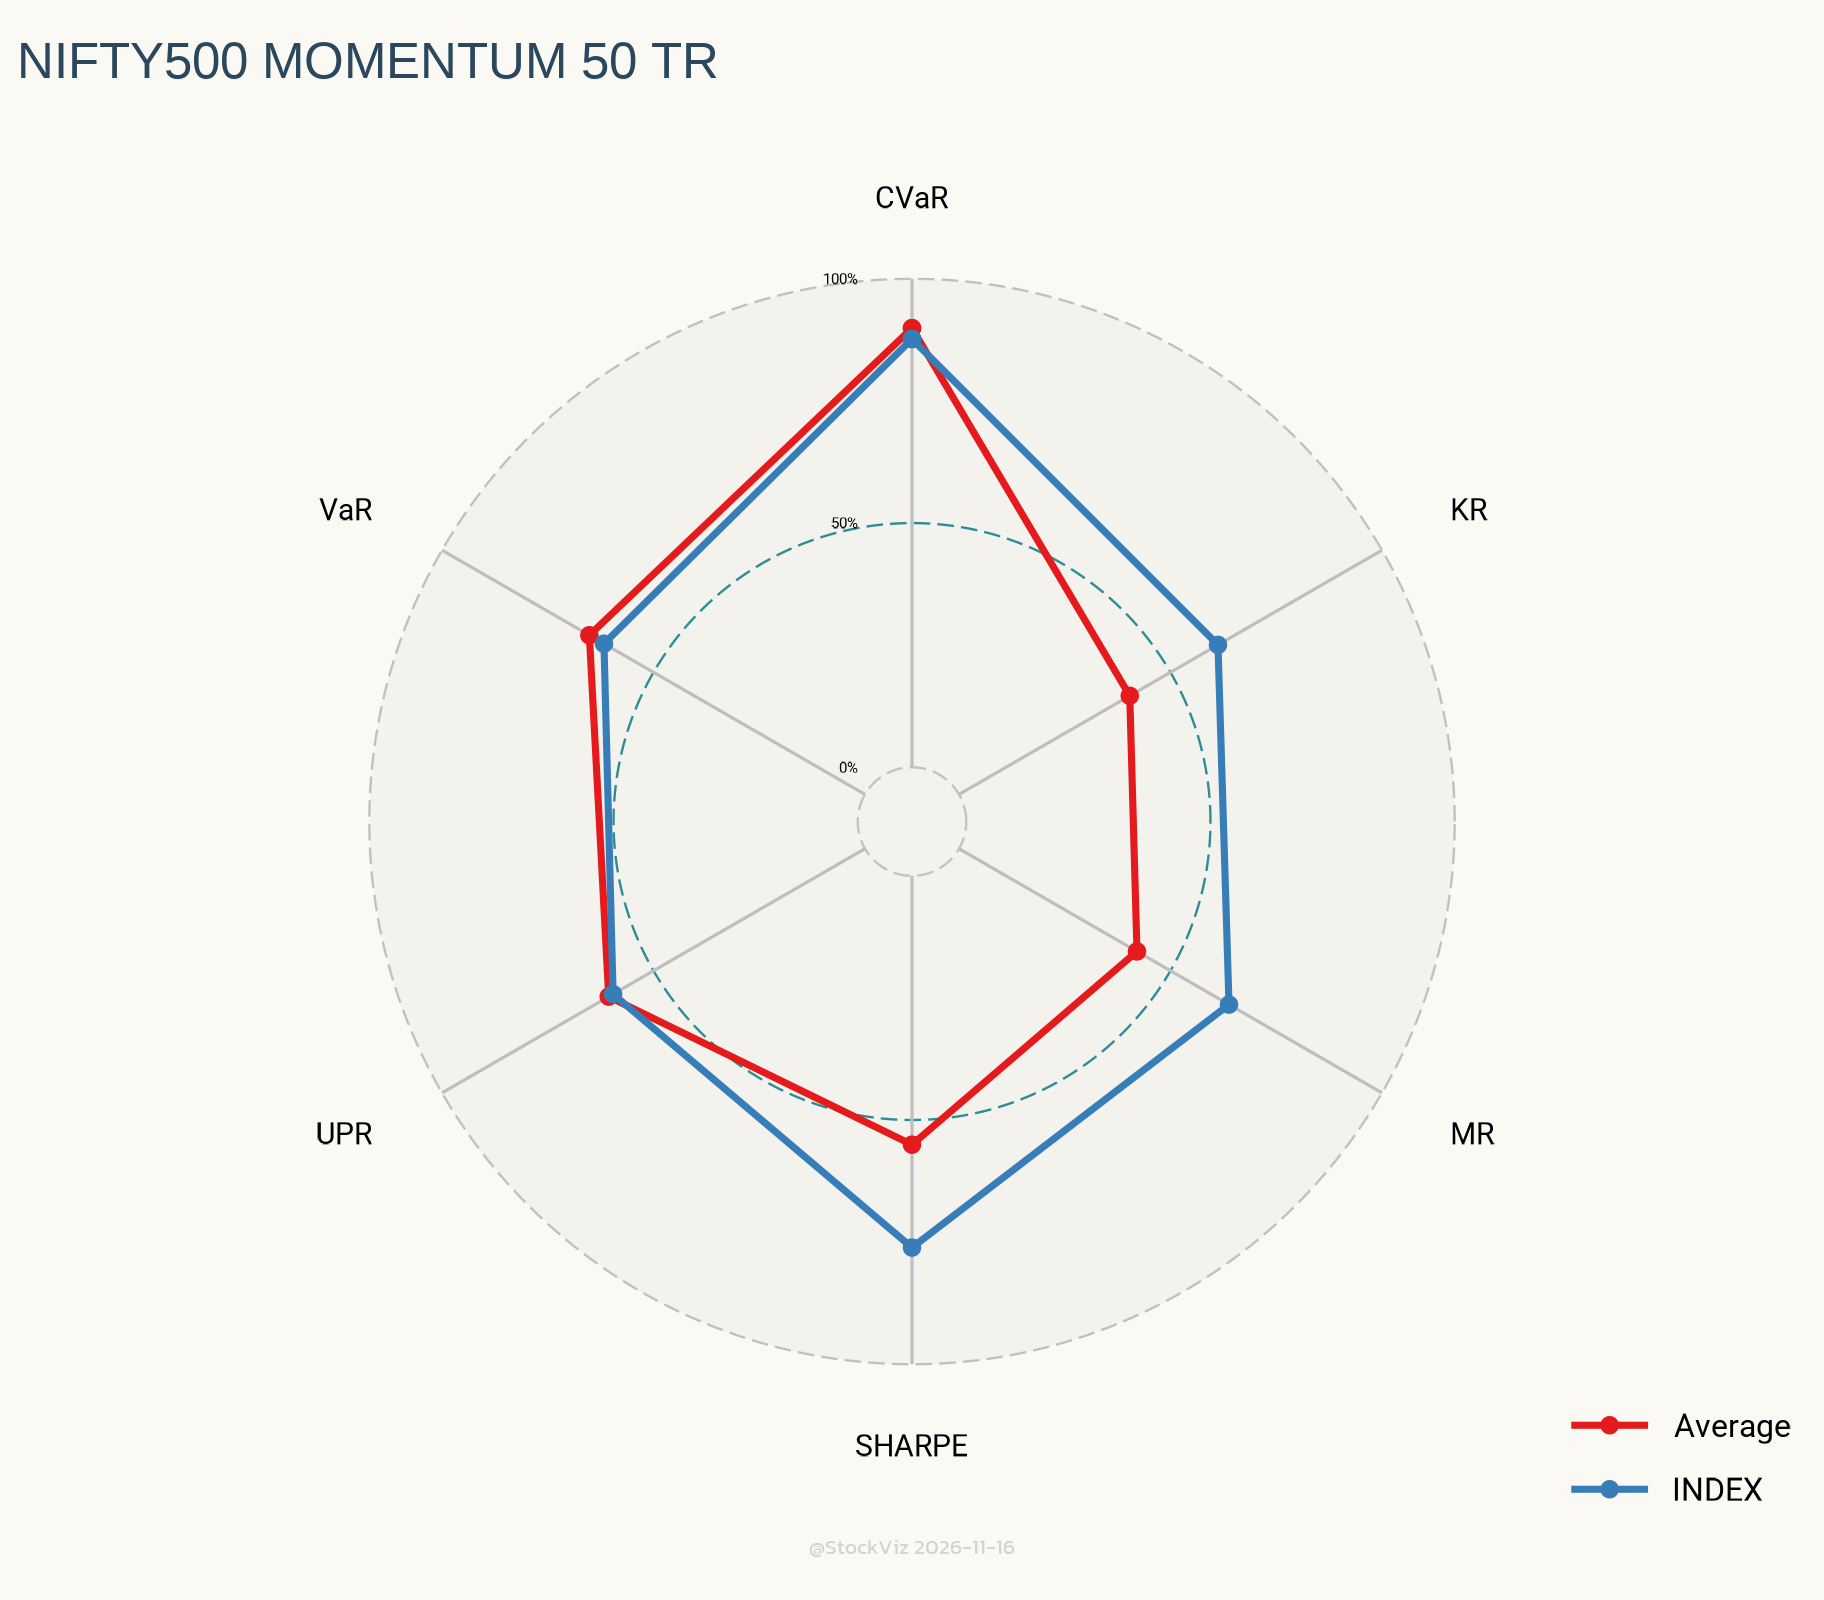 NIFTY500 MOMENTUM 50 TR
CVaR
100%
VaR
KR
50%
0%
UPR
MR
SHARPE
Average
INDEX
@StockViz 2026-11-16